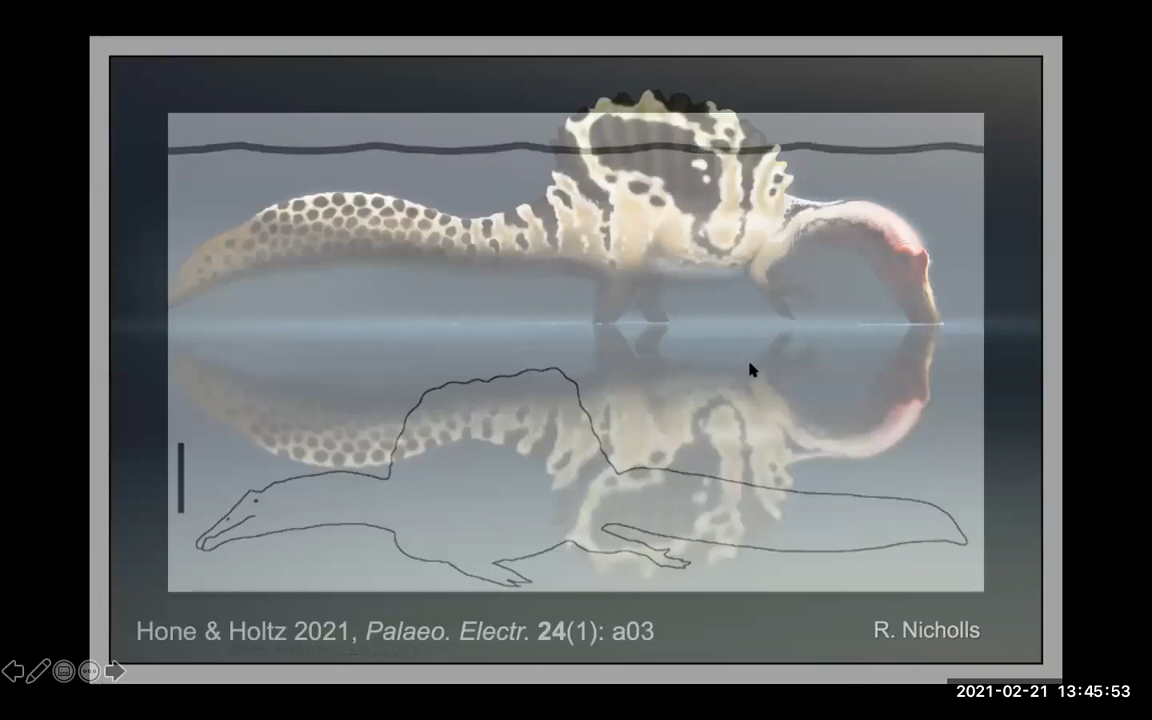 Hone & Holtz 2021, Palaeo. Electr. 24(1): a03
R. Nicholls
2021-02-21 13:45:53